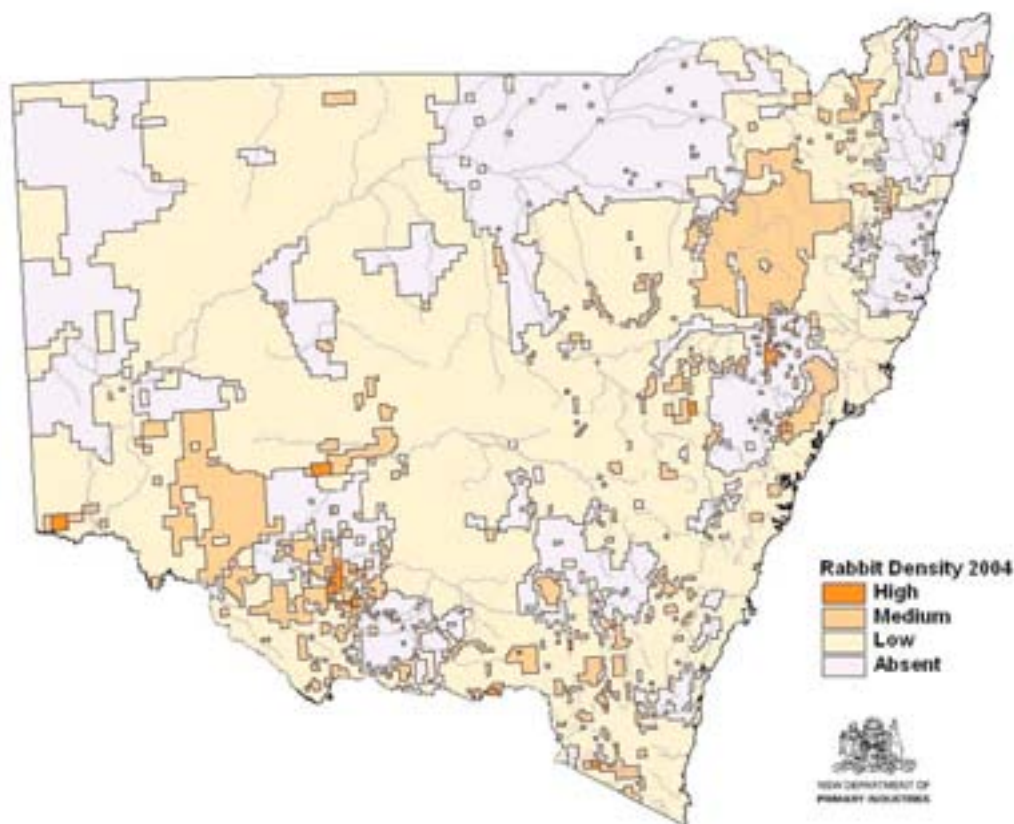 Rabbit Density 2004
High
Medium
Low
Absent
NSW DEPARTMENT OF
PRIMARY INDUSTRIES